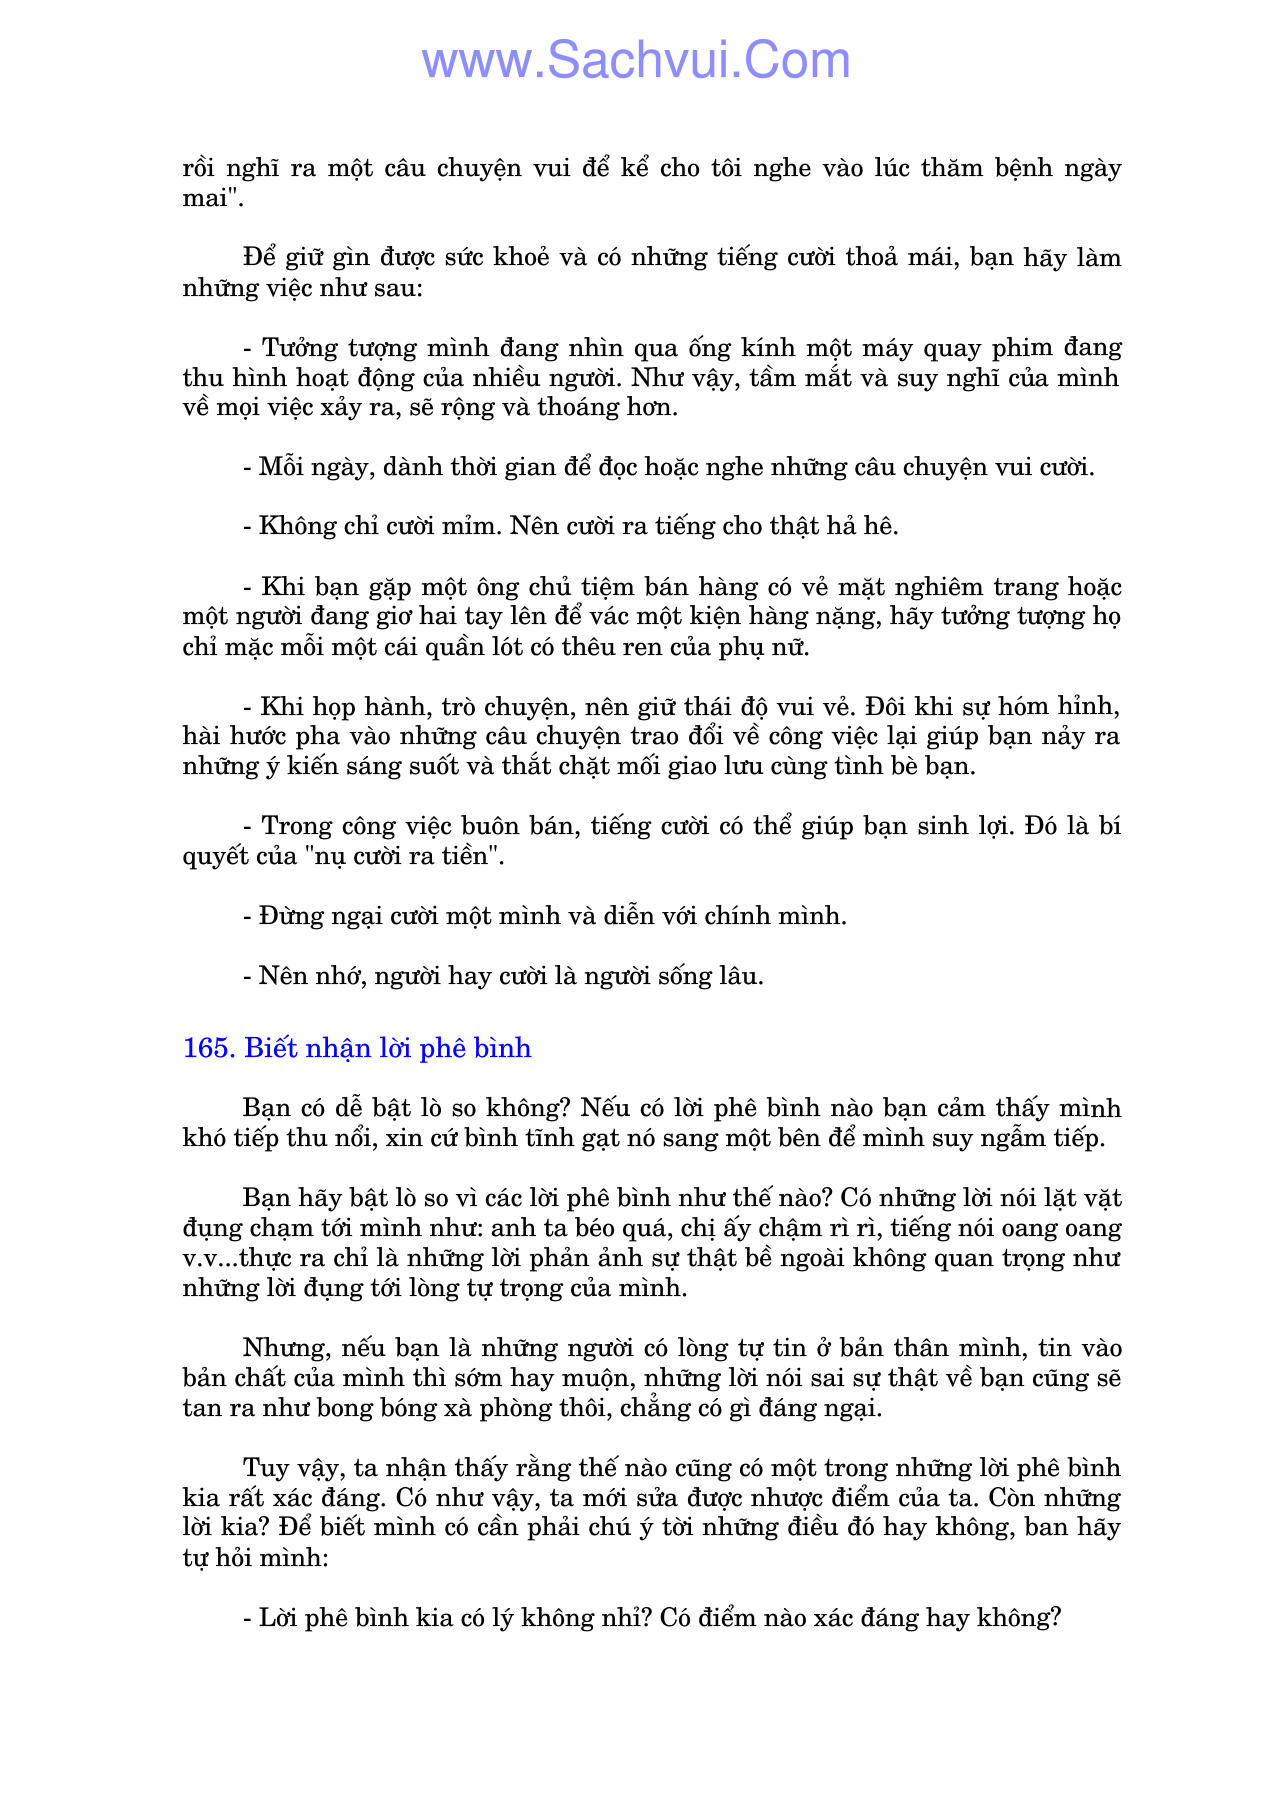 www.Sachvui.Com
rồi nghĩ ra một câu chuyện vui để kể cho tôi nghe vào lúc thăm bệnh ngày
mai".
Để giữ gìn được sức khoẻ và có những tiếng cười thoả mái, bạn hãy làm
những việc như sau:
- Tưởng tượng mình đang nhìn qua ống kính một máy quay phim đang
thu hình hoạt động của nhiều người. Như vậy, tầm mắt và suy nghĩ của mình
về mọi việc xảy ra, sẽ rộng và thoáng hơn.
- Mỗi ngày, dành thời gian để đọc hoặc nghe những câu chuyện vui cười.
- Không chỉ cười mỉm. Nên cười ra tiếng cho thật hả hê.
- Khi bạn gặp một ông chủ tiệm bán hàng có vẻ mặt nghiêm trang hoặc
một người đang giơ hai tay lên để vác một kiện hàng nặng, hãy tưởng tượng họ
chỉ mặc mỗi một cái quần lót có thêu ren của phụ nữ.
- Khi họp hành, trò chuyện, nên giữ thái độ vui vẻ. Đôi khi sự hóm hỉnh,
hài hước pha vào những câu chuyện trao đổi về công việc lại giúp bạn nảy ra
những ý kiến sáng suốt và thắt chặt mối giao lưu cùng tình bè bạn.
- Trong công việc buôn bán, tiếng cười có thể giúp bạn sinh lợi. Đó là bí
quyết của "nụ cười ra tiền".
- Đừng ngại cười một mình và diễn với chính mình.
- Nên nhớ, người hay cười là người sống lâu.
165. Biết nhận lời phê bình
Bạn có dễ bật lò so không? Nếu có lời phê bình nào bạn cảm thấy mình
khó tiếp thu nổi, xin cứ bình tĩnh gạt nó sang một bên để mình suy ngẫm tiếp.
Bạn hãy bật lò so vì các lời phê bình như thế nào? Có những lời nói lặt vặt
đụng chạm tới mình như: anh ta béo quá, chị ấy chậm rì rì, tiếng nói oang oang
v.v...thực ra chỉ là những lời phản ảnh sự thật bề ngoài không quan trọng như
những lời đụng tới lòng tự trọng của mình.
Nhưng, nếu bạn là những người có lòng tự tin ở bản thân mình, tin vào
bản chất của mình thì sớm hay muộn, những lời nói sai sự thật về bạn cũng sẽ
tan ra như bong bóng xà phòng thôi, chẳng có gì đáng ngại.
Tuy vậy, ta nhận thấy rằng thế nào cũng có một trong những lời phê bình
kia rất xác đáng. Có như vậy, ta mới sửa được nhược điểm của ta. Còn những
lời kia? Để biết mình có cần phải chú ý tời những điều đó hay không, ban hãy
tự hỏi mình:
- Lời phê bình kia có lý không nhỉ? Có điểm nào xác đáng hay không?